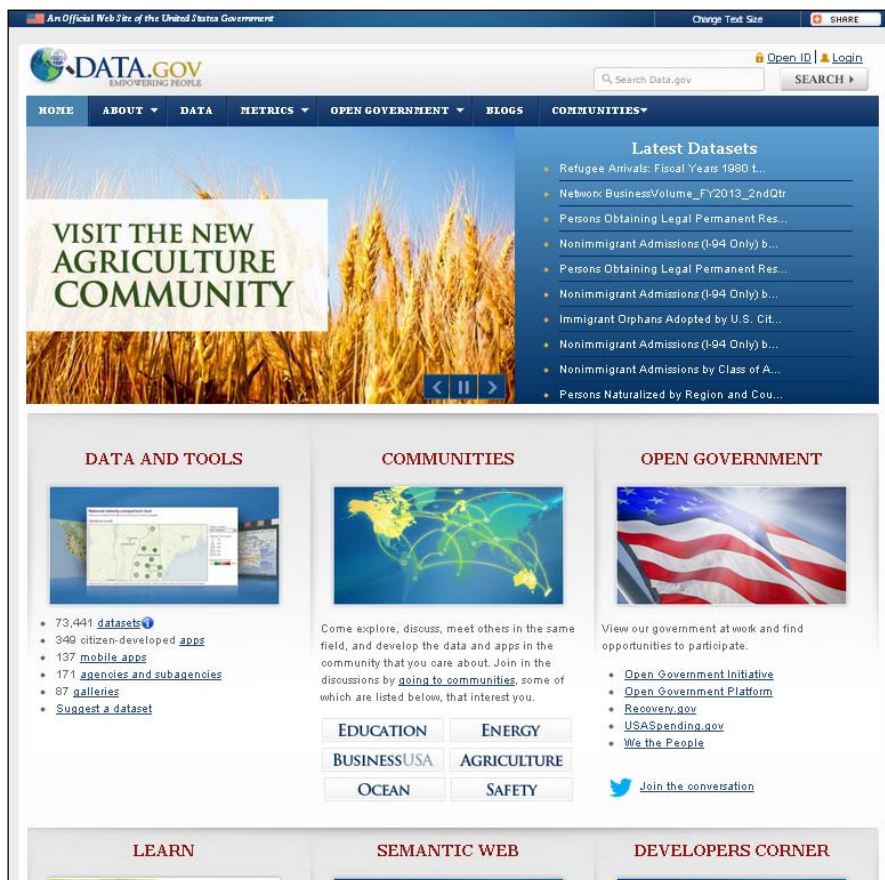 An Official Web Site of the United States Government
Change Text Size
SHARE
DATA.GOV
EMPOWERING PEOPLE
Open ID | Login
Search Data.gov
SEARCH
HOME ABOUT DATA METRICS OPEN GOVERNMENT BLOGS COMMUNITIES
VISIT THE NEW
AGRICULTURE
COMMUNITY
Latest Datasets
Refugee Arrivals: Fiscal Years 1980 t...
Networx BusinessVolume_FY2013_2ndQtr
Persons Obtaining Legal Permanent Res...
Nonimmigrant Admissions (I-94 Only) b...
Persons Obtaining Legal Permanent Res...
Nonimmigrant Admissions (I-94 Only) b...
Immigrant Orphans Adopted by U.S. Cit...
Nonimmigrant Admissions (I-94 Only) b...
Nonimmigrant Admissions by Class of A...
Persons Naturalized by Region and Cou...
DATA AND TOOLS
National obesity comparison tool
73,441 datasets
349 citizen-developed apps
137 mobile apps
171 agencies and subagencies
87 galleries
Suggest a dataset
COMMUNITIES
Come explore, discuss, meet others in the same
field, and develop the data and apps in the
community that you care about. Join in the
discussions by going to communities, some of
which are listed below, that interest you.
EDUCATION ENERGY
BUSINESSUSA AGRICULTURE
OCEAN SAFETY
OPEN GOVERNMENT
View our government at work and find
opportunities to participate.
Open Government Initiative
Open Government Platform
Recovery.gov
USASpending.gov
We the People
Join the conversation
LEARN
SEMANTIC WEB
DEVELOPERS CORNER